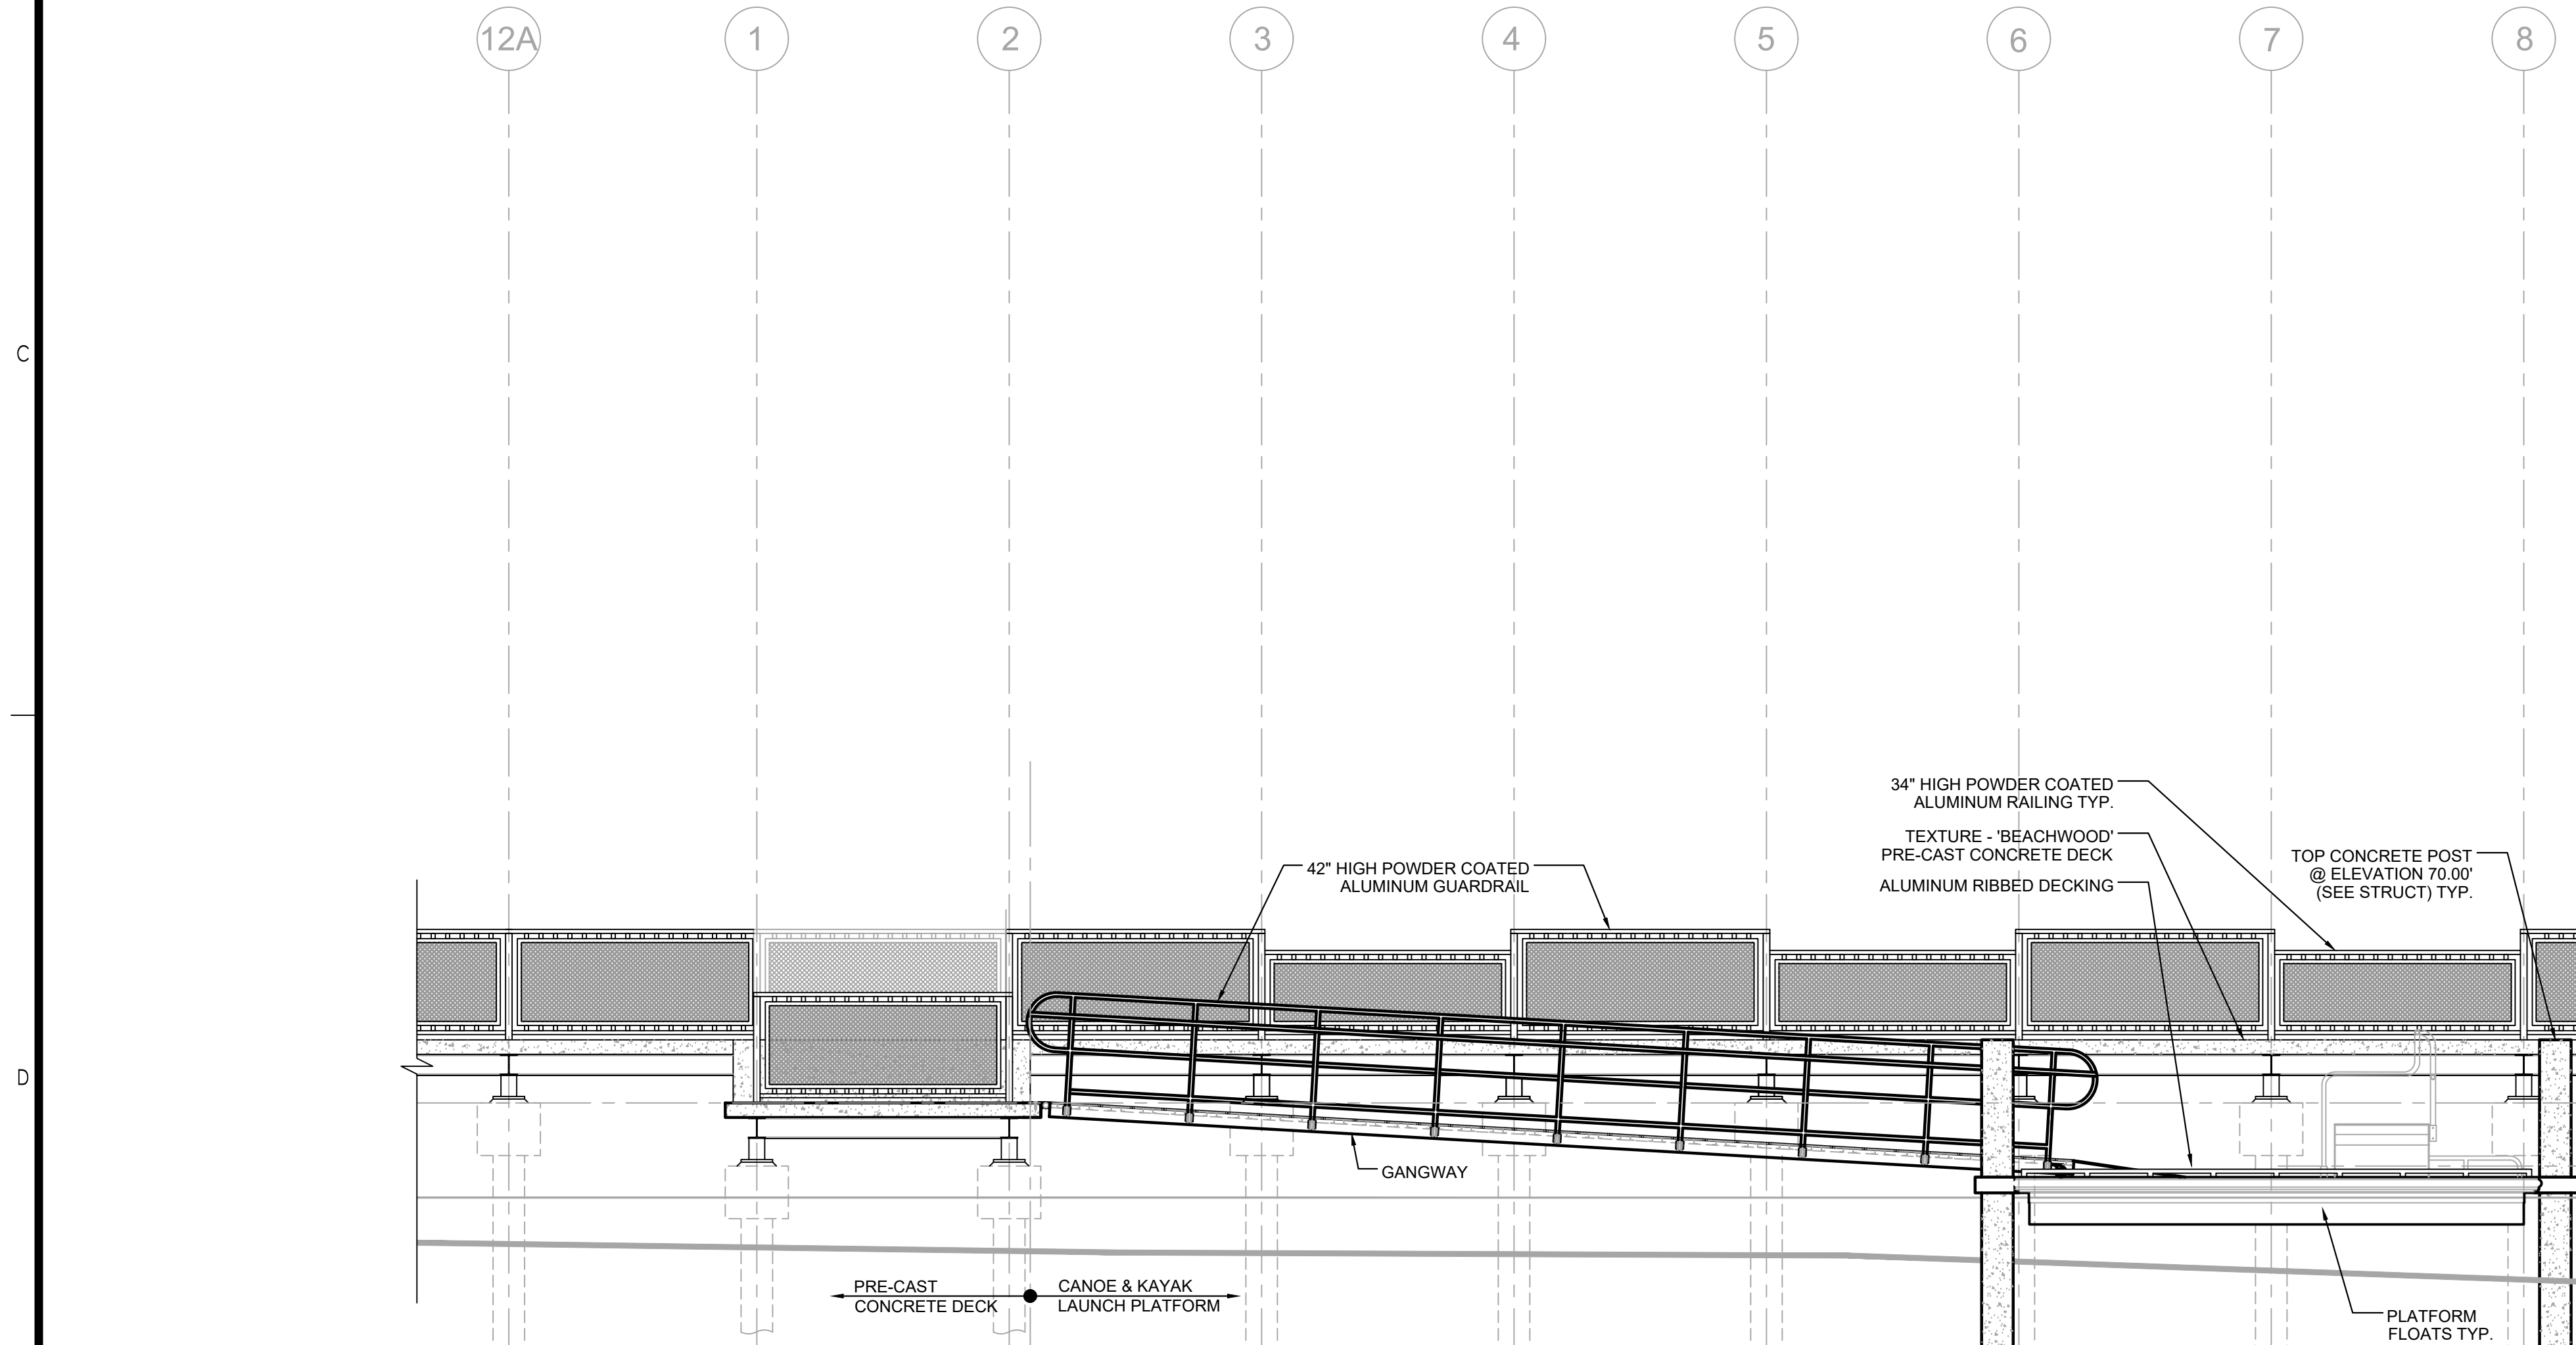 12A
1
2
3
4
5
6
7
8
C
34" HIGH POWDER COATED
ALUMINUM RAILING TYP.
TEXTURE - 'BEACHWOOD'
PRE-CAST CONCRETE DECK
ALUMINUM RIBBED DECKING
TOP CONCRETE POST
@ ELEVATION 70.00'
(SEE STRUCT) TYP.
42" HIGH POWDER COATED
ALUMINUM GUARDRAIL
D
GANGWAY
PRE-CAST
CONCRETE DECK
CANOE & KAYAK
LAUNCH PLATFORM
PLATFORM
FLOATS TYP.